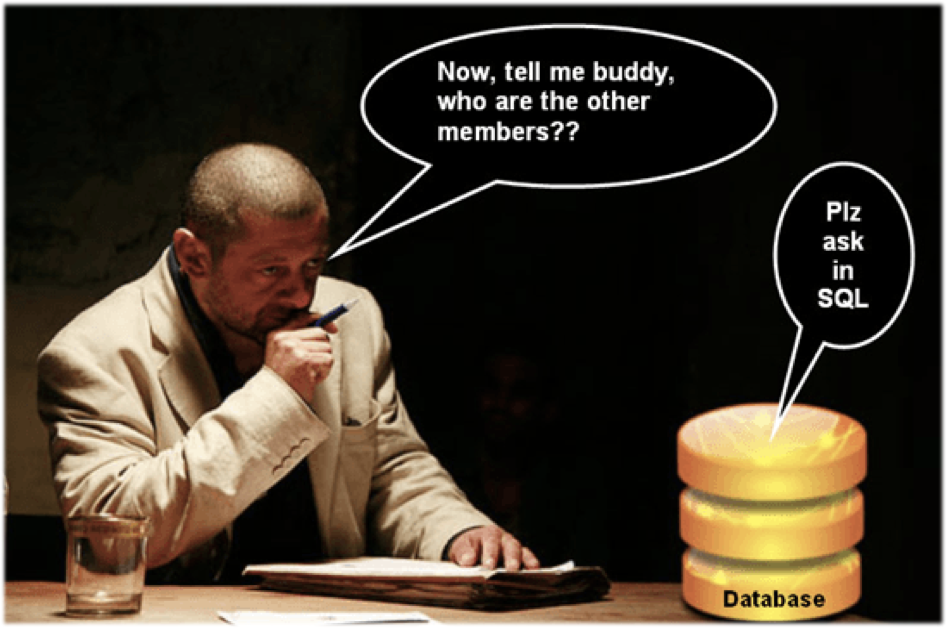 Now, tell me buddy,
who are the other
members??
Plz
ask
in
SQL
Database